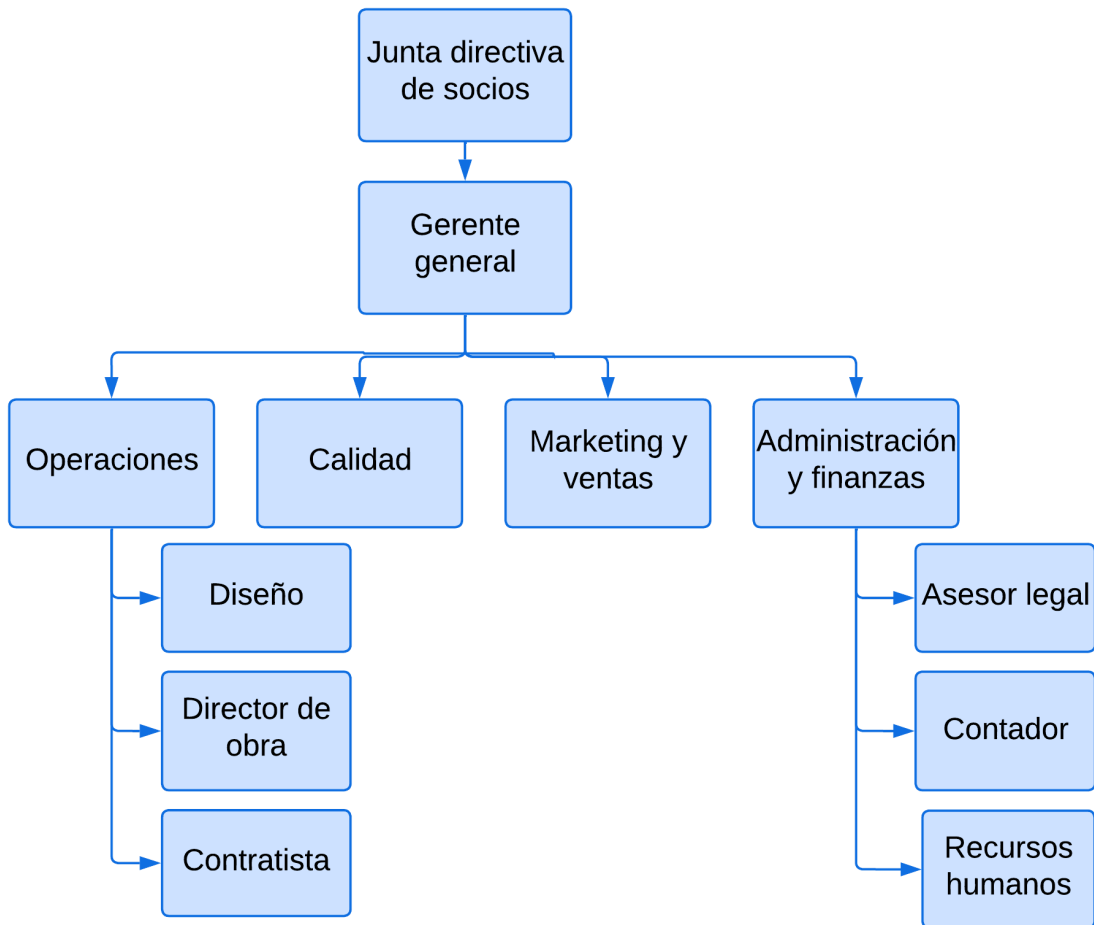 Junta directiva
de socios
Gerente
general
Operaciones
Calidad
Marketing y
ventas
Administración
y finanzas
Diseño
Director de
obra
Contratista
Asesor legal
Contador
Recursos
humanos